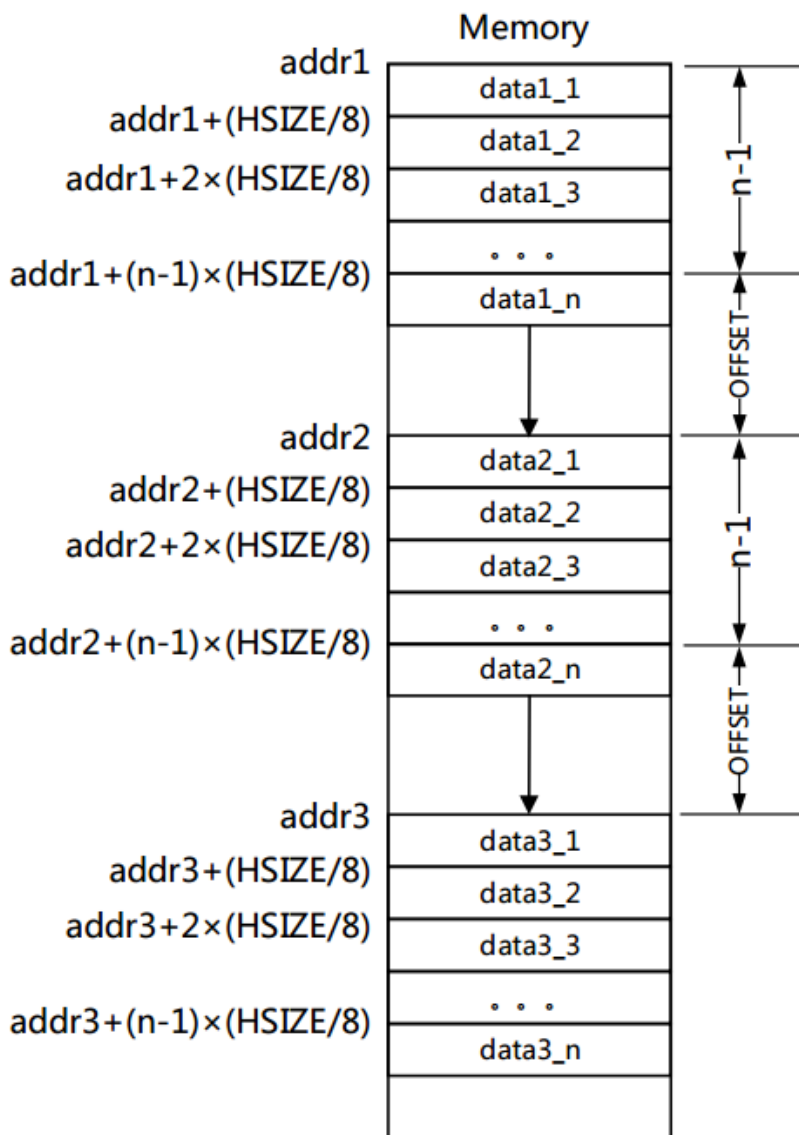 Memory
addr1
data1_1
addr1+(HSIZE/8)
data1_2
addr1+2×(HSIZE/8)
data1_3
n-1
。。。
addr1+(n-1)×(HSIZE/8)
data1_n
OFFSET
addr2
data2_1
addr2+(HSIZE/8)
data2_2
addr2+2×(HSIZE/8)
data2_3
n-1
。。。
addr2+(n-1)×(HSIZE/8)
data2_n
OFFSET
addr3
data3_1
addr3+(HSIZE/8)
data3_2
addr3+2×(HSIZE/8)
data3_3
。。。
addr3+(n-1)×(HSIZE/8)
data3_n